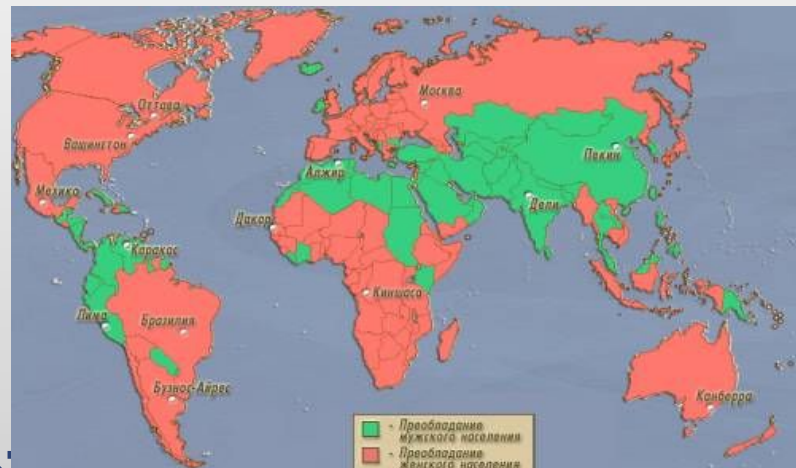 Москва
Оттава
Вашингтон
Пекин
Алжир
Мехико
Дели
Дакар
Каракас
Киншаса
Лима
Бразилия
Буэнос-Айрес
Канберра
- Преобладание
мужского населения
- Преобладание
женского населения